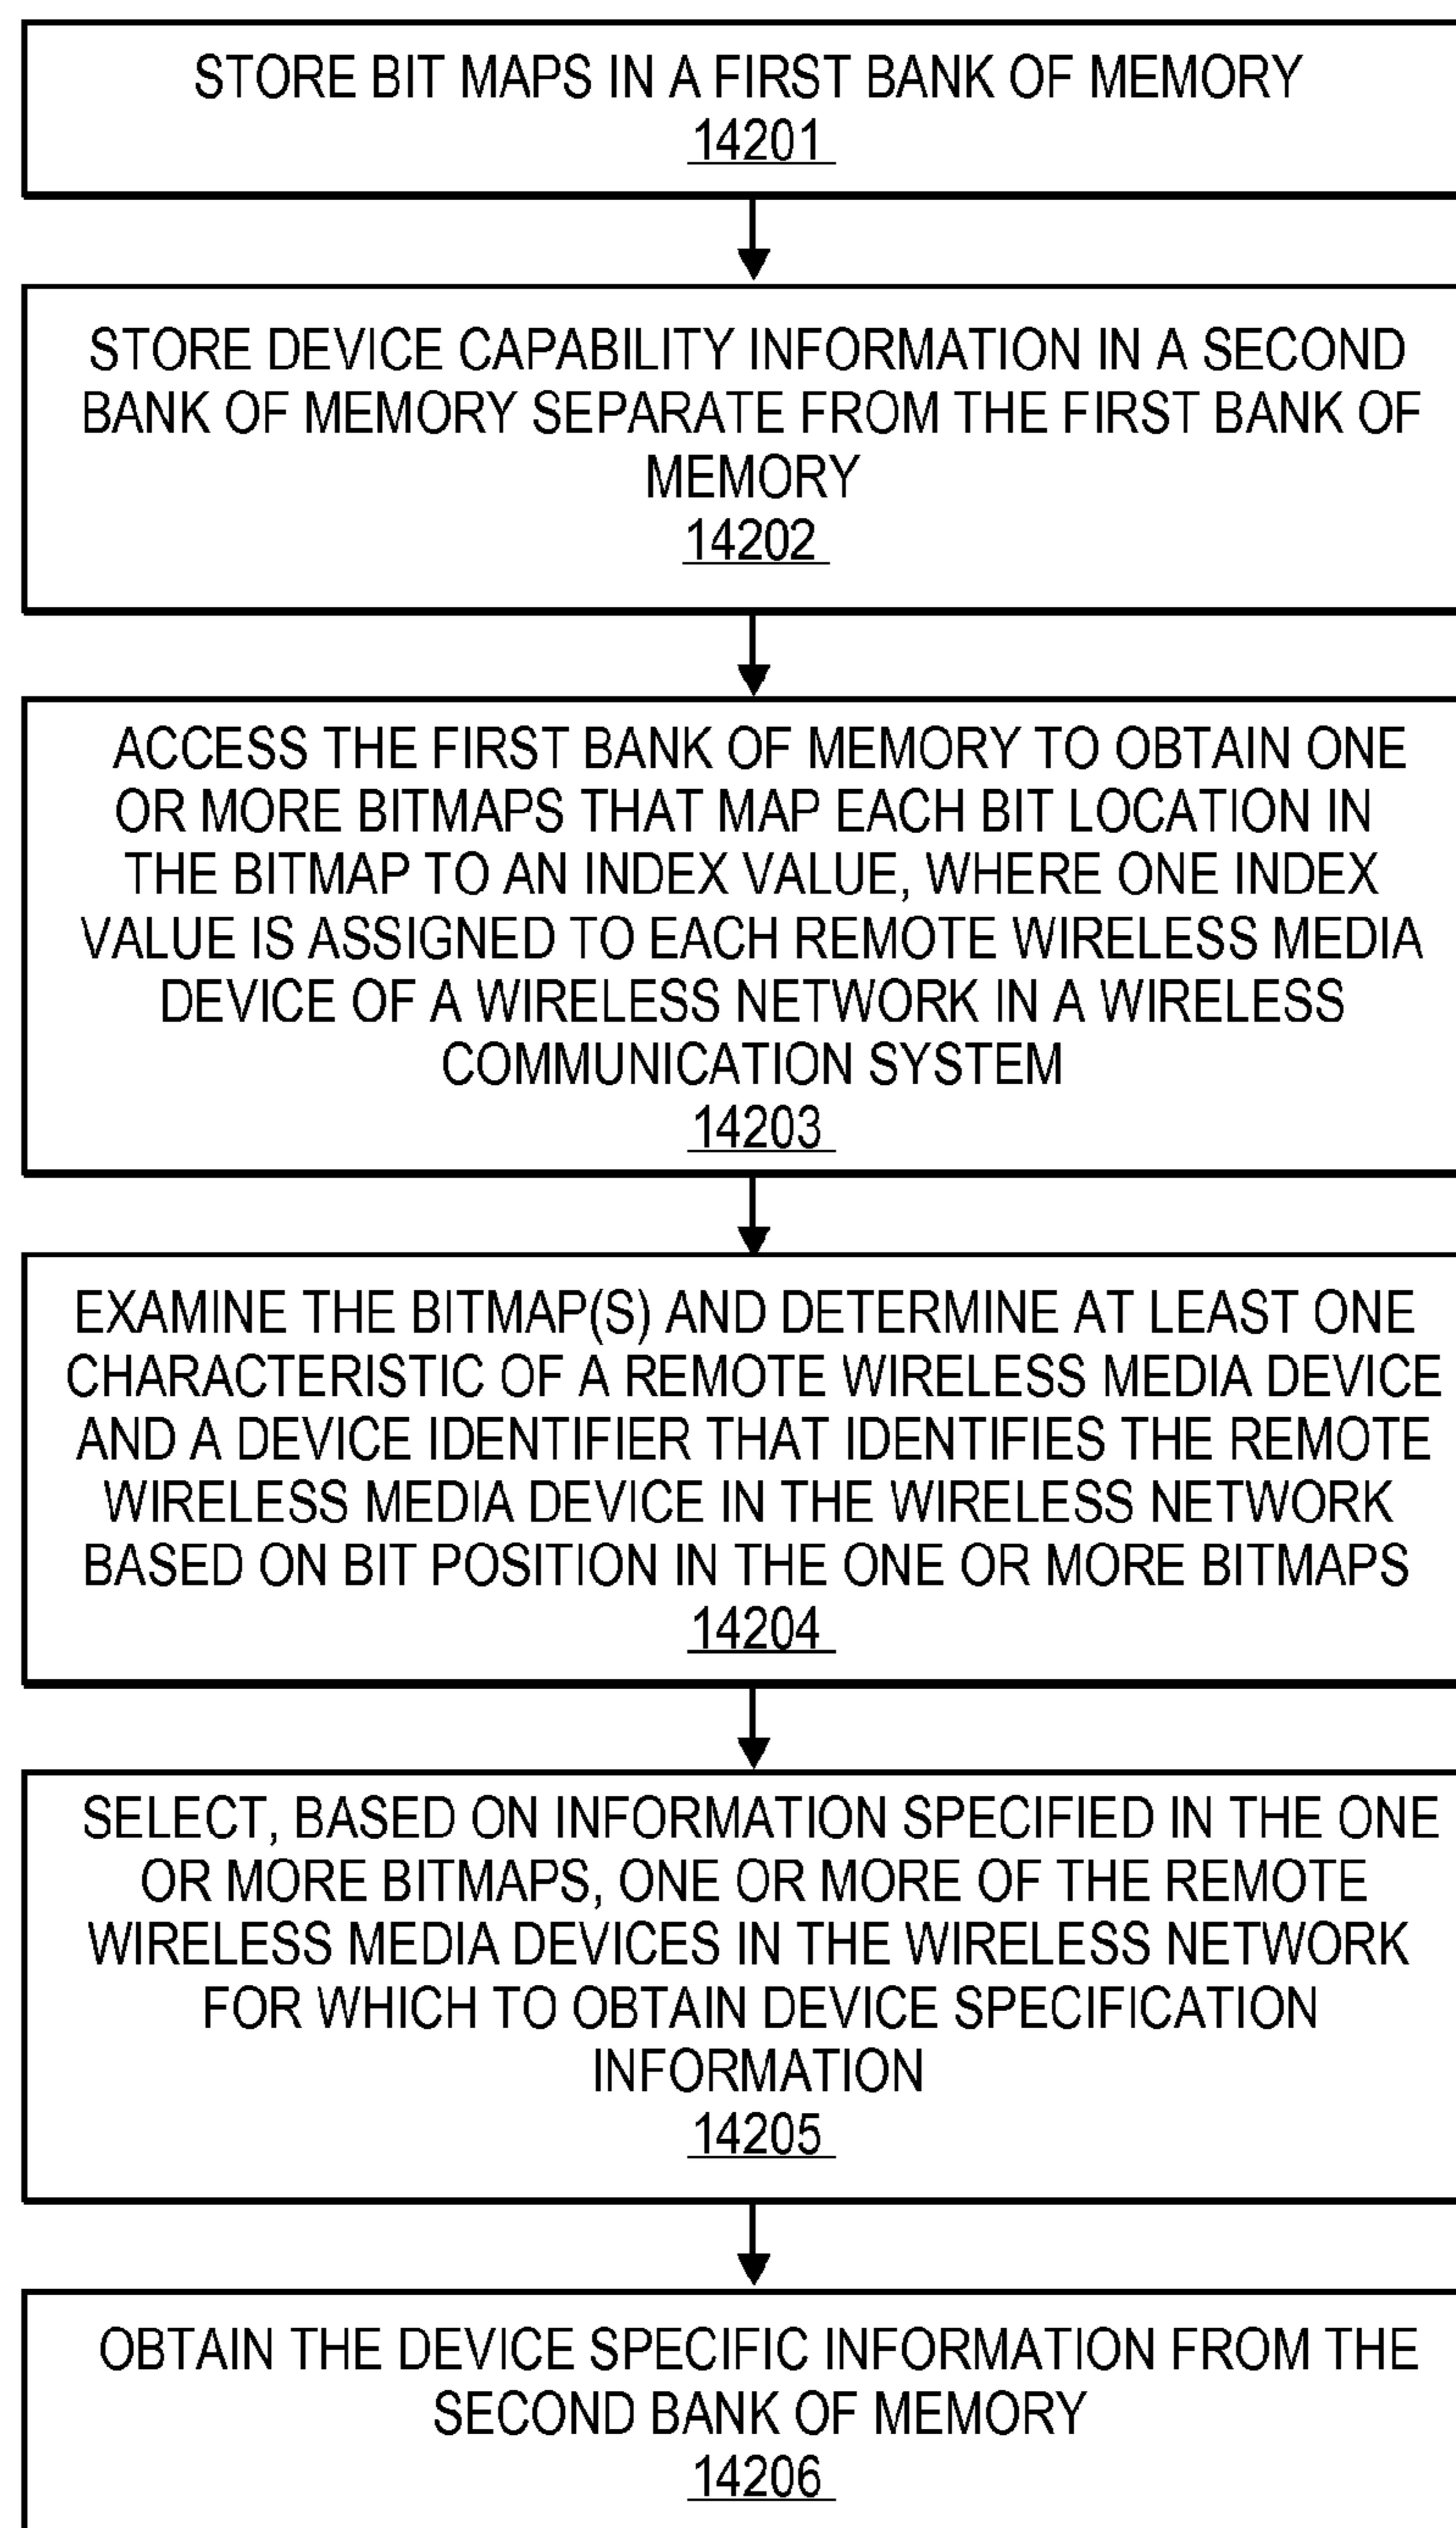 STORE BIT MAPS IN A FIRST BANK OF MEMORY
14201
STORE DEVICE CAPABILITY INFORMATION IN A SECOND
BANK OF MEMORY SEPARATE FROM THE FIRST BANK OF
MEMORY
14202
ACCESS THE FIRST BANK OF MEMORY TO OBTAIN ONE
OR MORE BITMAPS THAT MAP EACH BIT LOCATION IN
THE BITMAP TO AN INDEX VALUE, WHERE ONE INDEX
VALUE IS ASSIGNED TO EACH REMOTE WIRELESS MEDIA
DEVICE OF A WIRELESS NETWORK IN A WIRELESS
COMMUNICATION SYSTEM
14203
EXAMINE THE BITMAP(S) AND DETERMINE AT LEAST ONE
CHARACTERISTIC OF A REMOTE WIRELESS MEDIA DEVICE
AND A DEVICE IDENTIFIER THAT IDENTIFIES THE REMOTE
WIRELESS MEDIA DEVICE IN THE WIRELESS NETWORK
BASED ON BIT POSITION IN THE ONE OR MORE BITMAPS
14204
SELECT, BASED ON INFORMATION SPECIFIED IN THE ONE
OR MORE BITMAPS, ONE OR MORE OF THE REMOTE
WIRELESS MEDIA DEVICES IN THE WIRELESS NETWORK
FOR WHICH TO OBTAIN DEVICE SPECIFICATION
INFORMATION
14205
OBTAIN THE DEVICE SPECIFIC INFORMATION FROM THE
SECOND BANK OF MEMORY
14206